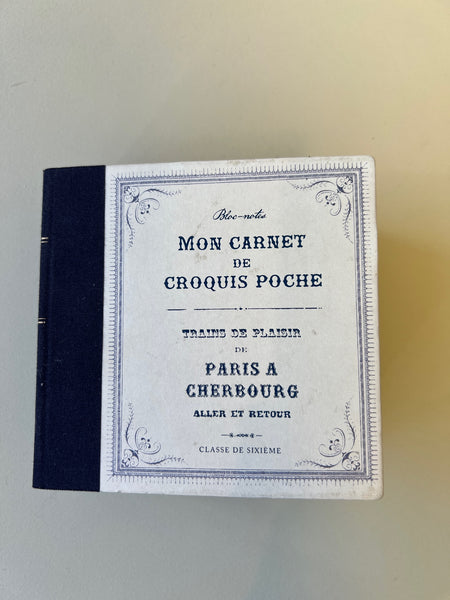 Bloc-notes
MON CARNET
DE
CROQUIS POCHE
TRAINS DE PLAISIR
DE
PARIS A
CHERBOURG
ALLER ET RETOUR
CLASSE DE SIXIÈME